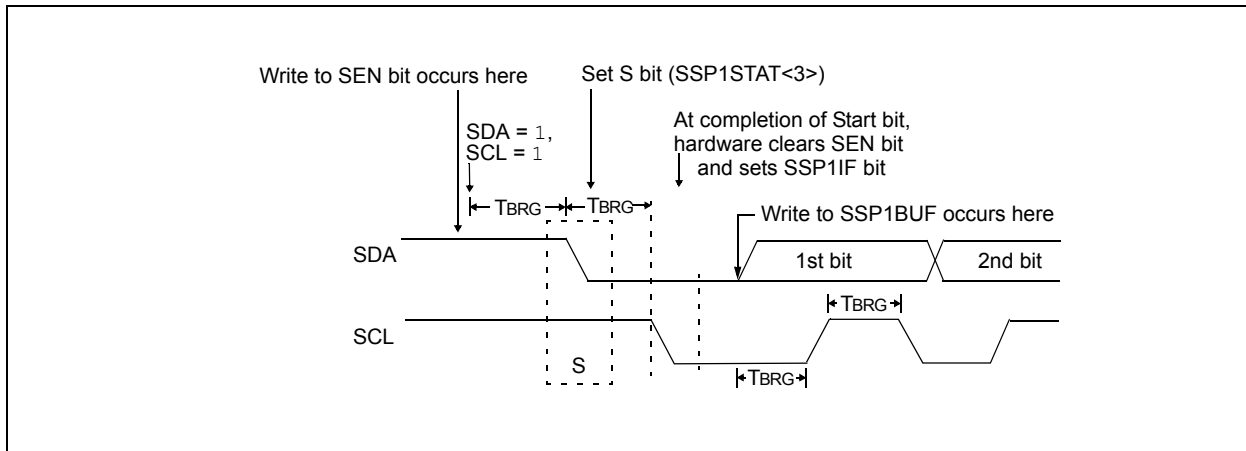 Write to SEN bit occurs here
Set S bit (SSP1STAT<3>)
At completion of Start bit,
hardware clears SEN bit
and sets SSP1IF bit
SDA = 1,
SCL = 1
TBRG
TBRG
Write to SSP1BUF occurs here
SDA
1st bit
2nd bit
TBRG
SCL
S
TBRG